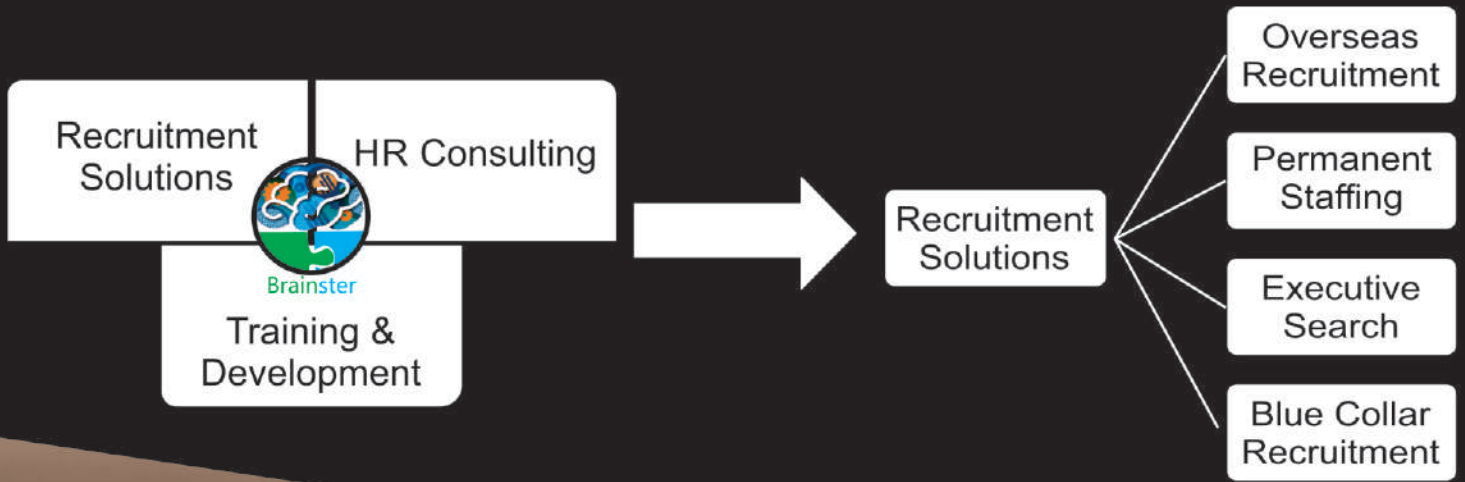 Recruitment
Solutions
HR Consulting
Brainster
Training &
Development
Recruitment
Solutions
Overseas
Recruitment
Permanent
Staffing
Executive
Search
Blue Collar
Recruitment